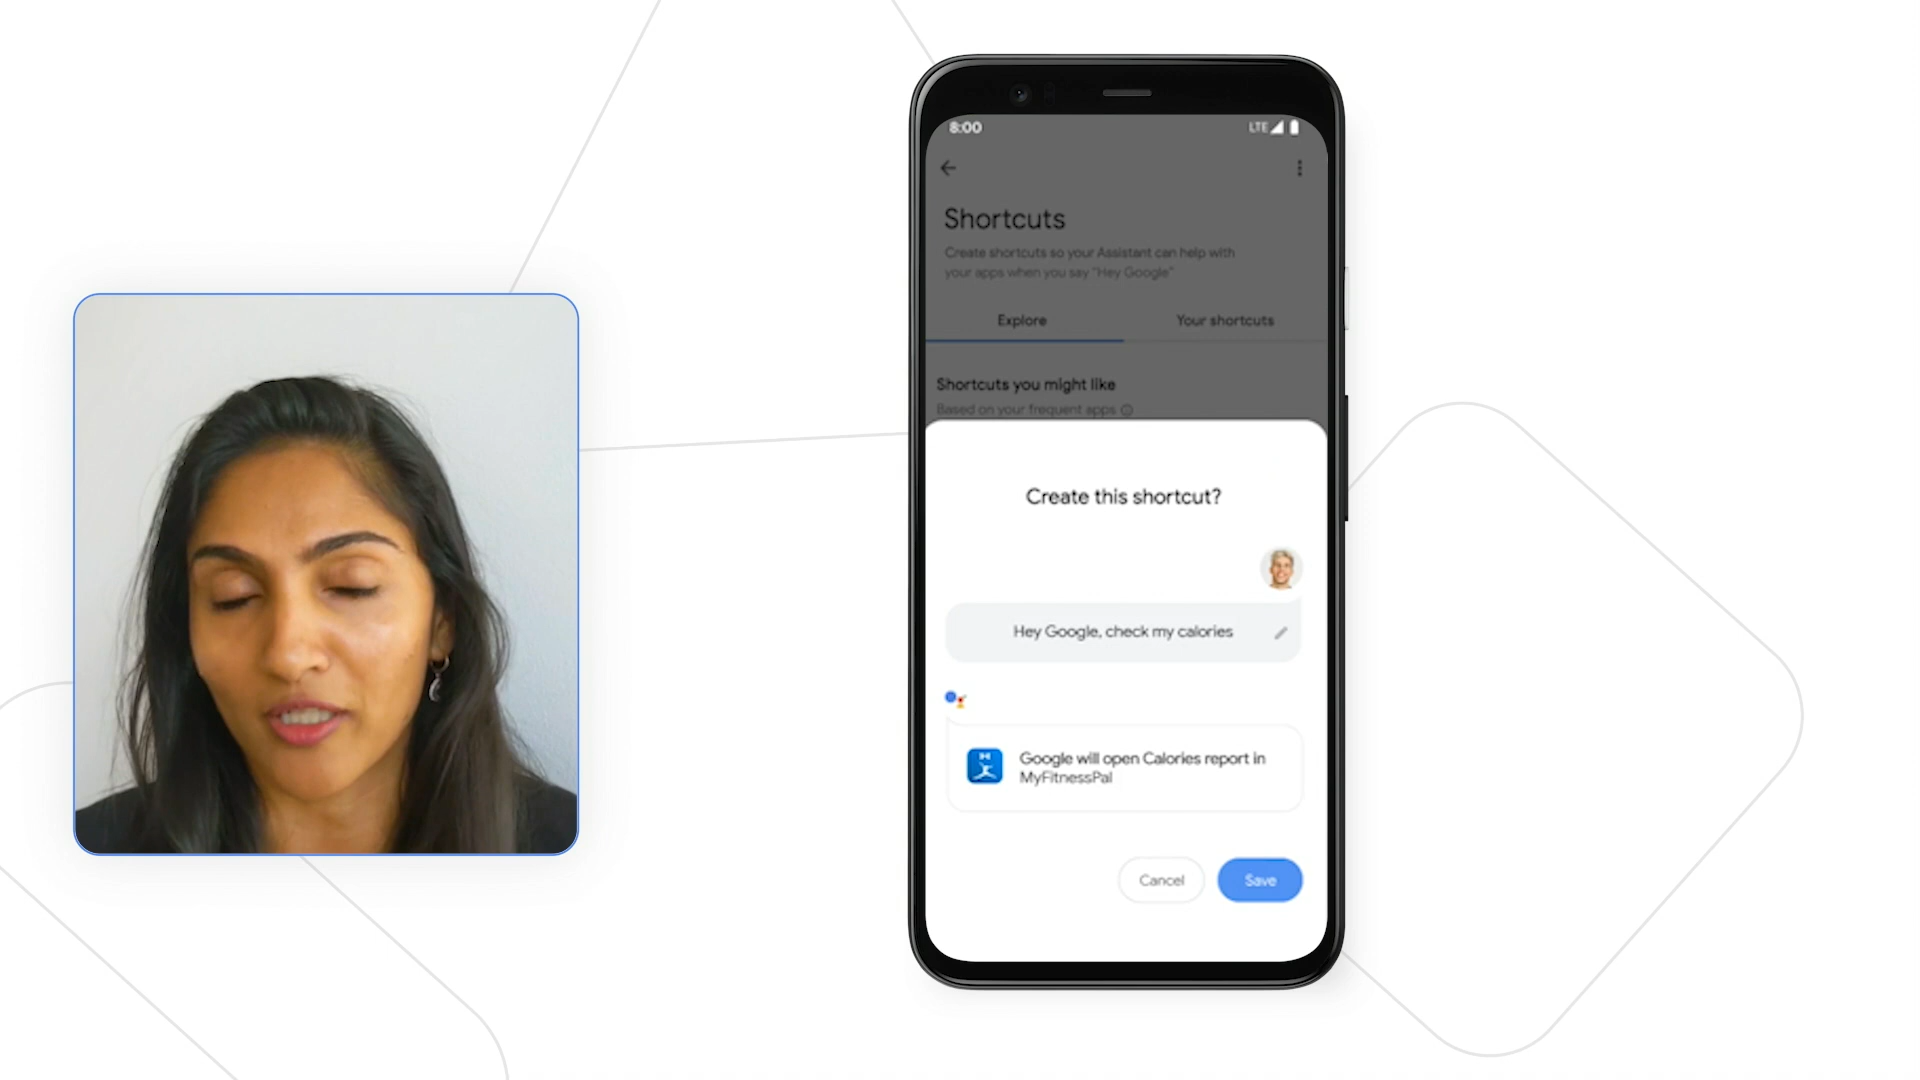 8:00
LTE
Shortcuts
Create shortcuts so your Assistant can help with
your apps when you say "Hey Google"
Explore
Your shortcuts
Shortcuts you might like
Based on your frequent apps
Create this shortcut?
Hey Google, check my calories
Google will open Calories report in
MyFitnessPal
Cancel
Save